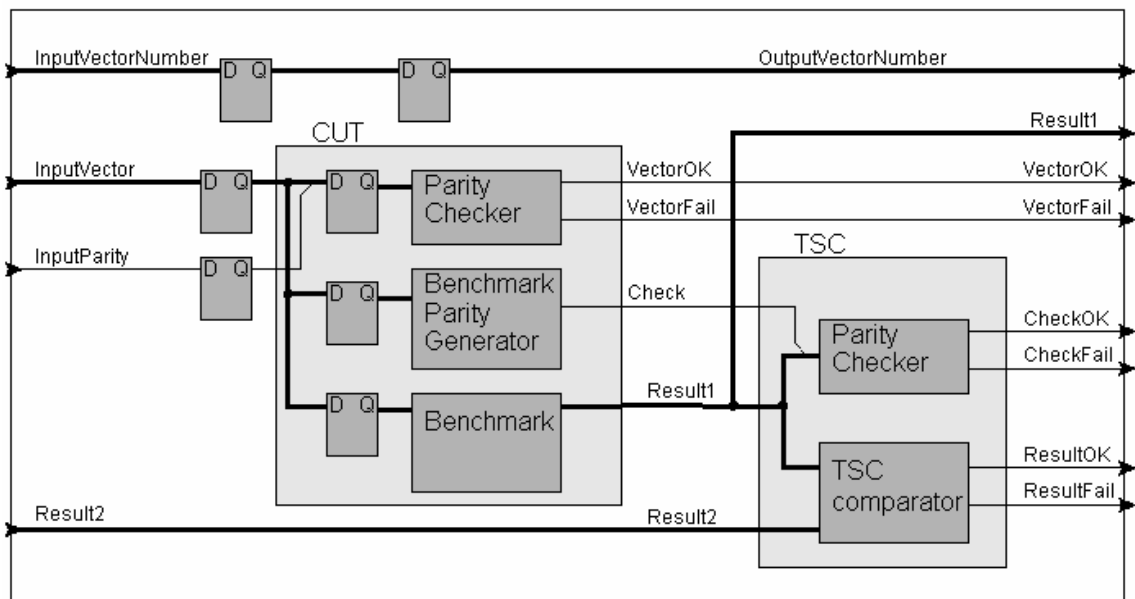 InputVectorNumber
OutputVectorNumber
D Q
D Q
Result1
CUT
InputVector
VectorOK
VectorOK
D Q
D Q
Parity
Checker
VectorFail
VectorFail
InputParity
TSC
D Q
Benchmark
Parity
Generator
D Q
Check
CheckOK
Parity
Checker
CheckFail
Result1
D Q
Benchmark
ResultOK
TSC
comparator
ResultFail
Result2
Result2